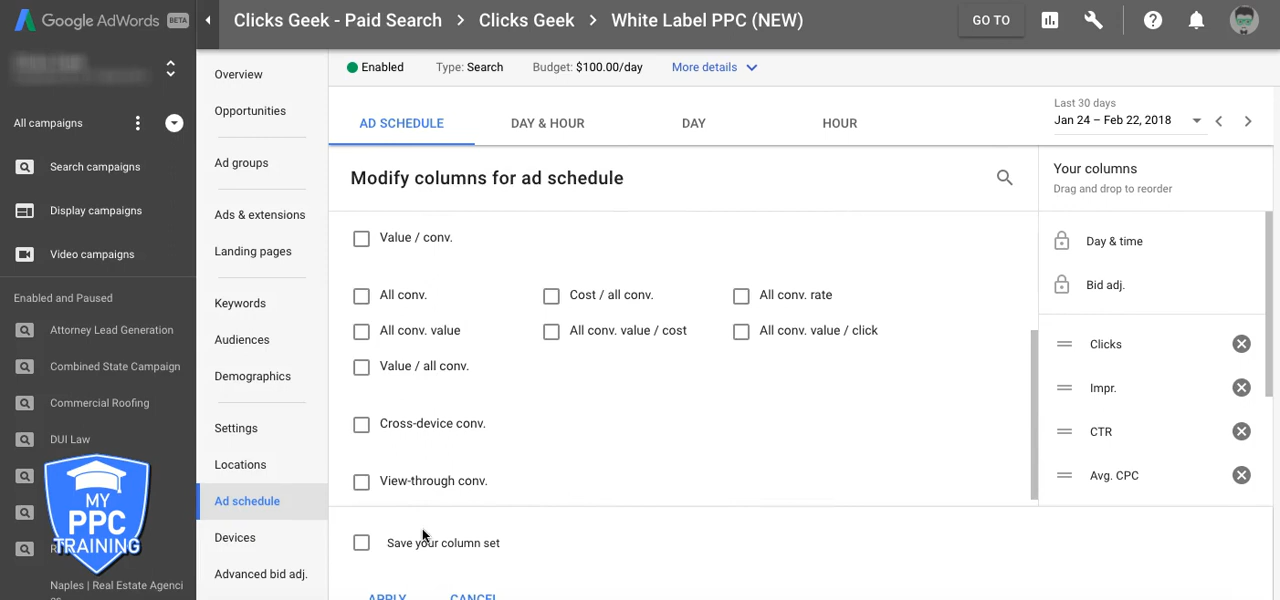 Google AdWords BETA
Clicks Geek - Paid Search > Clicks Geek > White Label PPC (NEW)
GO TO
All campaigns
Search campaigns
Display campaigns
Video campaigns
Enabled and Paused
Attorney Lead Generation
Combined State Campaign
Commercial Roofing
DUI Law
MY
PPC
TRAINING
Naples | Real Estate Agenci
Overview
Opportunities
Ad groups
Ads & extensions
Landing pages
Keywords
Audiences
Demographics
Settings
Locations
Ad schedule
Devices
Advanced bid adj.
Enabled Type: Search Budget: $100.00/day More details
AD SCHEDULE DAY & HOUR DAY HOUR
Last 30 days
Jan 24 – Feb 22, 2018
Modify columns for ad schedule
Value / conv.
All conv. Cost / all conv. All conv. rate
All conv. value All conv. value / cost All conv. value / click
Value / all conv.
Cross-device conv.
View-through conv.
Save your column set
APPLY CANCEL
Your columns
Drag and drop to reorder
Day & time
Bid adj.
Clicks
Impr.
CTR
Avg. CPC